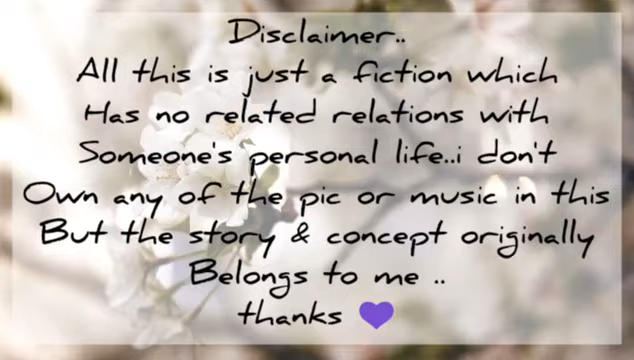 Disclaimer..
All this is just a fiction which
Has no related relations with
Someone's personal life..i don't
Own any of the pic or music in this
But the story & concept originally
Belongs to me ..
thanks 💜